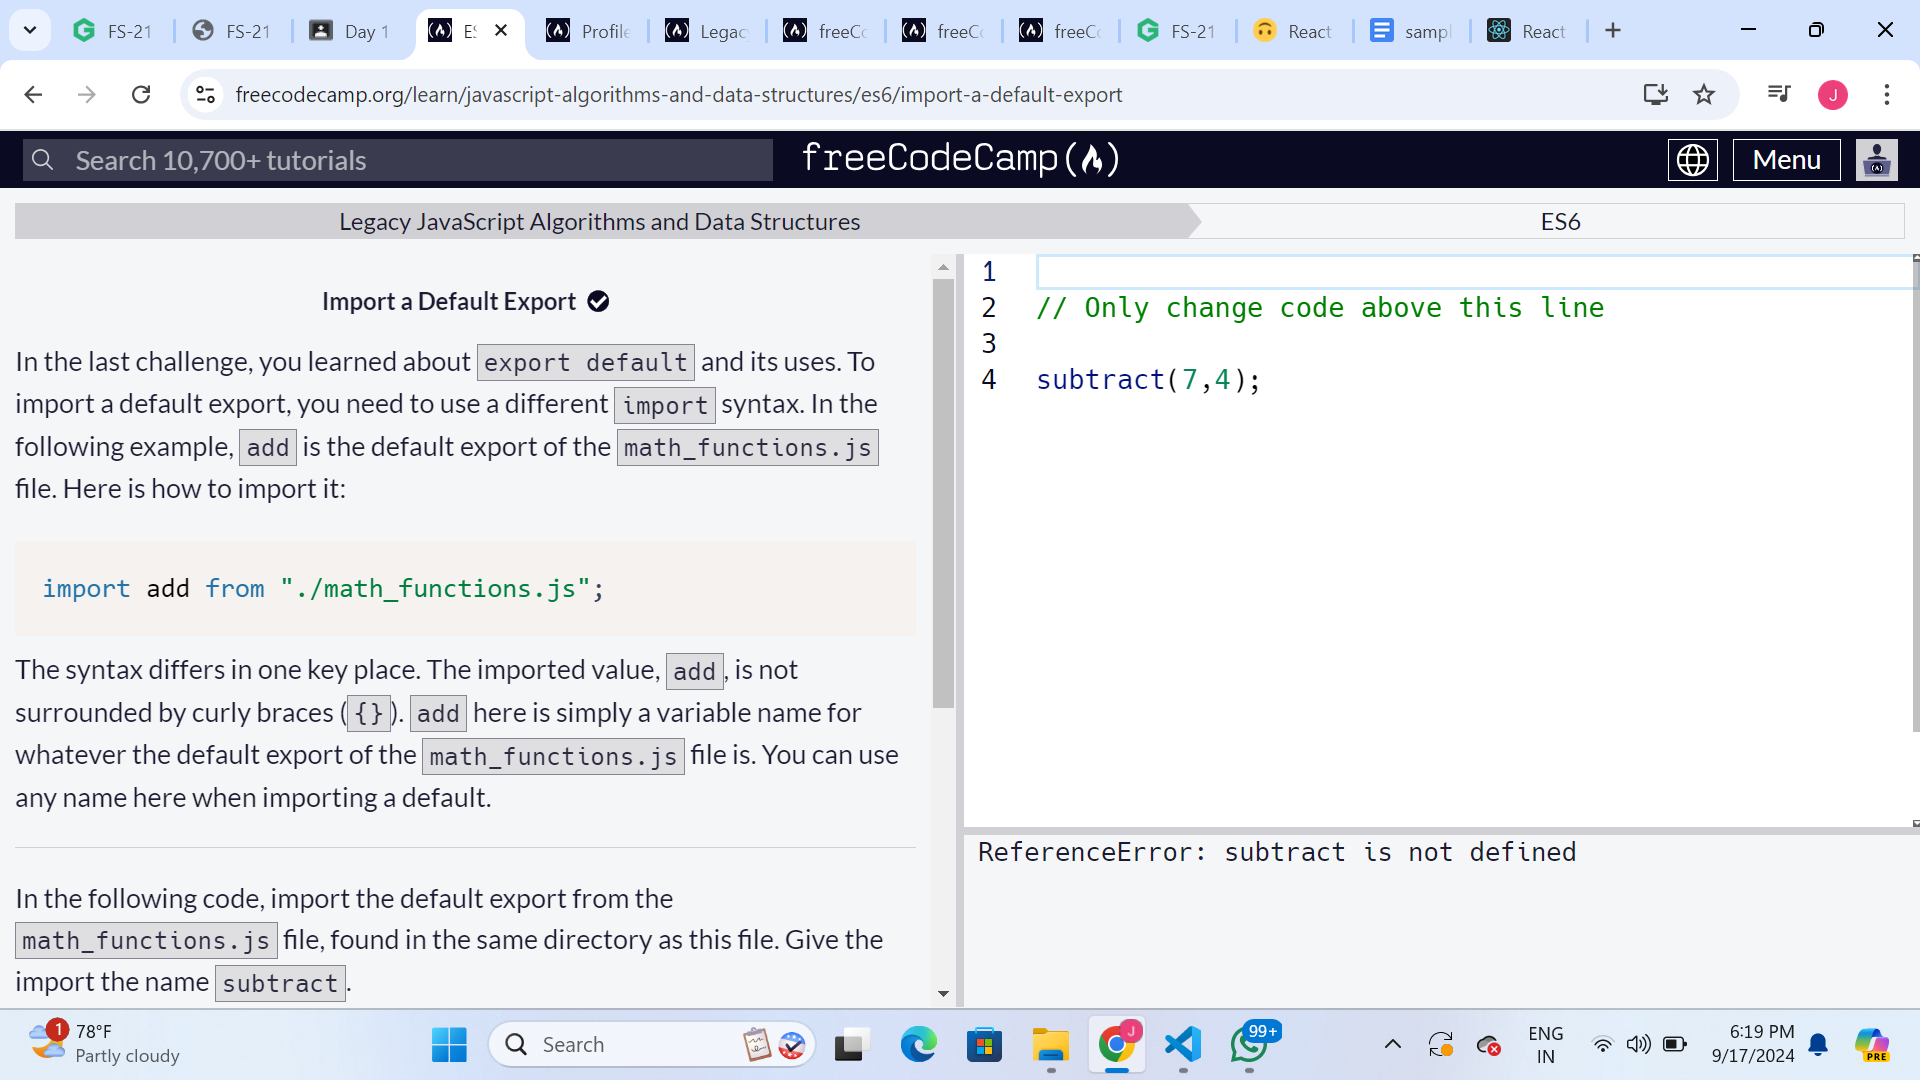 FS-21
FS-21
Day 1
ES
Profile
Legac
freeCo
freeCo
freeCo
FS-21
React
sampl
React
freecodecamp.org/learn/javascript-algorithms-and-data-structures/es6/import-a-default-export
J
Search 10,700+ tutorials
freeCodeCamp(🔥)
Menu
Legacy JavaScript Algorithms and Data Structures
ES6
Import a Default Export
In the last challenge, you learned about export default and its uses. To
import a default export, you need to use a different import syntax. In the
following example, add is the default export of the math_functions.js
file. Here is how to import it:
import add from "./math_functions.js";
The syntax differs in one key place. The imported value, add, is not
surrounded by curly braces ({}). add here is simply a variable name for
whatever the default export of the math_functions.js file is. You can use
any name here when importing a default.
In the following code, import the default export from the
math_functions.js file, found in the same directory as this file. Give the
import the name subtract.
1
2 // Only change code above this line
3
4 subtract(7,4);
ReferenceError: subtract is not defined
1
78°F
Partly cloudy
Search
J
99+
ENG
IN
6:19 PM
9/17/2024
PRE